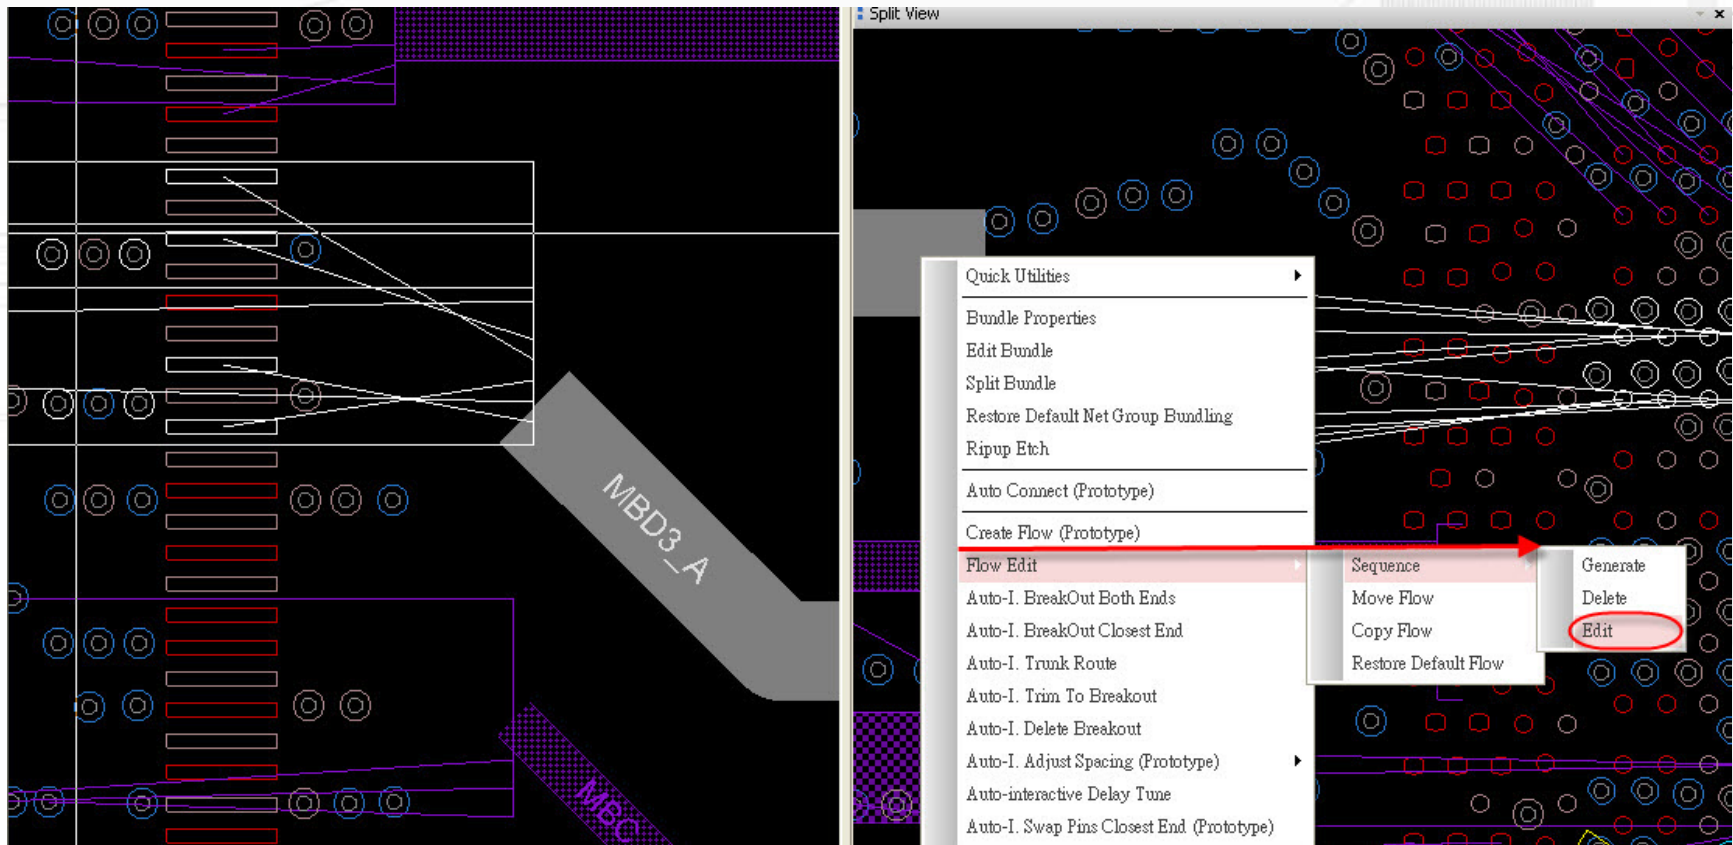 Split View
MBD3_A
MBC
Quick Utilities
Bundle Properties
Edit Bundle
Split Bundle
Restore Default Net Group Bundling
Ripup Etch
Auto Connect (Prototype)
Create Flow (Prototype)
Flow Edit
Auto-I. BreakOut Both Ends
Auto-I. BreakOut Closest End
Auto-I. Trunk Route
Auto-I. Trim To Breakout
Auto-I. Delete Breakout
Auto-I. Adjust Spacing (Prototype)
Auto-interactive Delay Tune
Auto-I. Swap Pins Closest End (Prototype)
Sequence
Move Flow
Copy Flow
Restore Default Flow
Generate
Delete
Edit